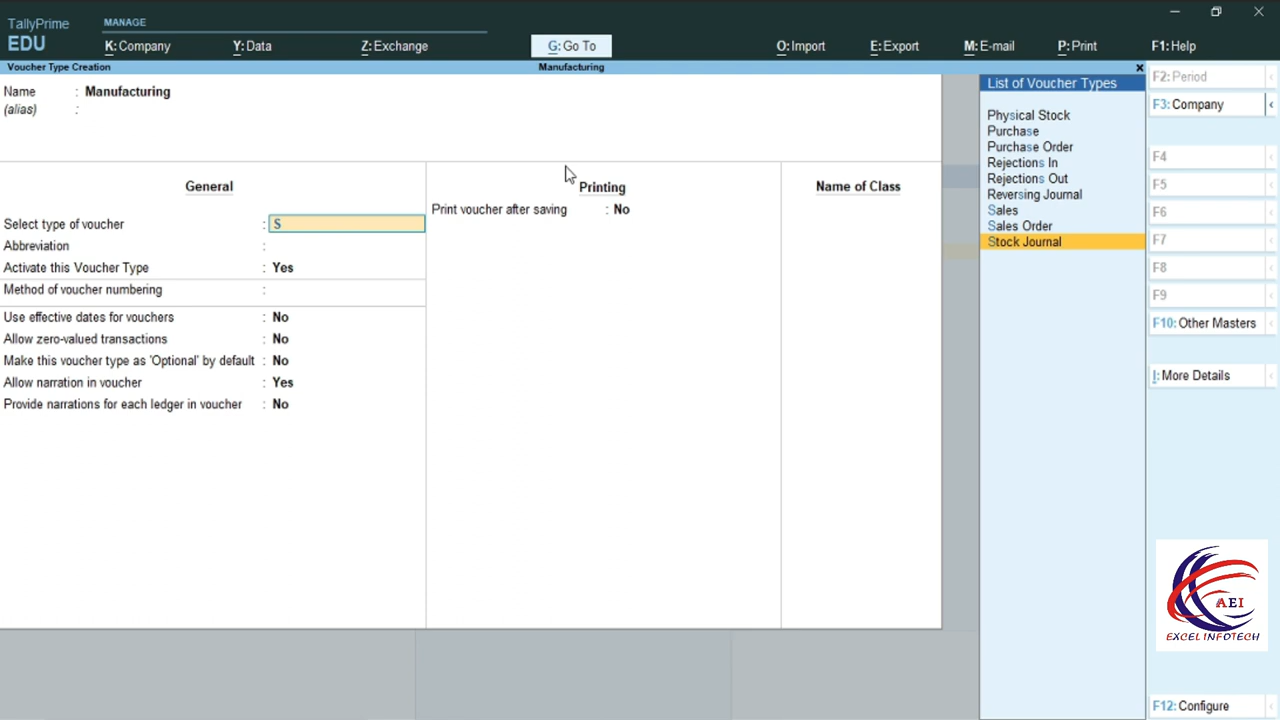 TallyPrime
EDU
MANAGE
K: Company
Y: Data
Z: Exchange
G: Go To
O: Import
E: Export
M: E-mail
P: Print
F1: Help
Voucher Type Creation
Manufacturing
x
Name : Manufacturing
(alias) :
General
Select type of voucher : S
Abbreviation :
Activate this Voucher Type : Yes
Method of voucher numbering :
Use effective dates for vouchers : No
Allow zero-valued transactions : No
Make this voucher type as 'Optional' by default : No
Allow narration in voucher : Yes
Provide narrations for each ledger in voucher : No
Printing
Print voucher after saving : No
Name of Class
List of Voucher Types
Physical Stock
Purchase
Purchase Order
Rejections In
Rejections Out
Reversing Journal
Sales
Sales Order
Stock Journal
F2: Period
F3: Company
F4
F5
F6
F7
F8
F9
F10: Other Masters
I: More Details
AEI
EXCEL INFOTECH
F12: Configure